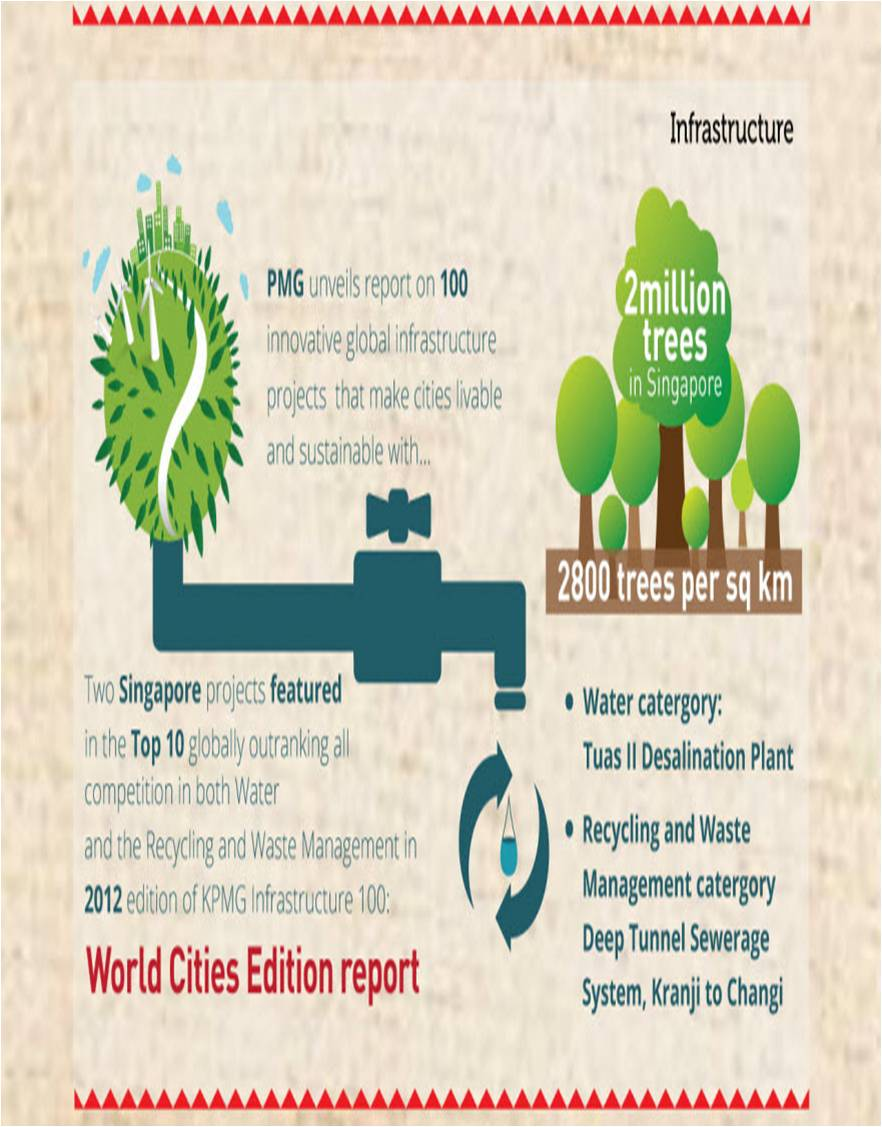 Infrastructure
PMG unveils report on 100
innovative global infrastructure
projects that make cities livable
and sustainable with...
2million
trees
in Singapore
2800 trees per sq km
Two Singapore projects featured
in the Top 10 globally outranking all
competition in both Water
and the Recycling and Waste Management in
2012 edition of KPMG Infrastructure 100:
World Cities Edition report
• Water catergory:
Tuas II Desalination Plant
• Recycling and Waste
Management catergory
Deep Tunnel Sewerage
System, Kranji to Changi